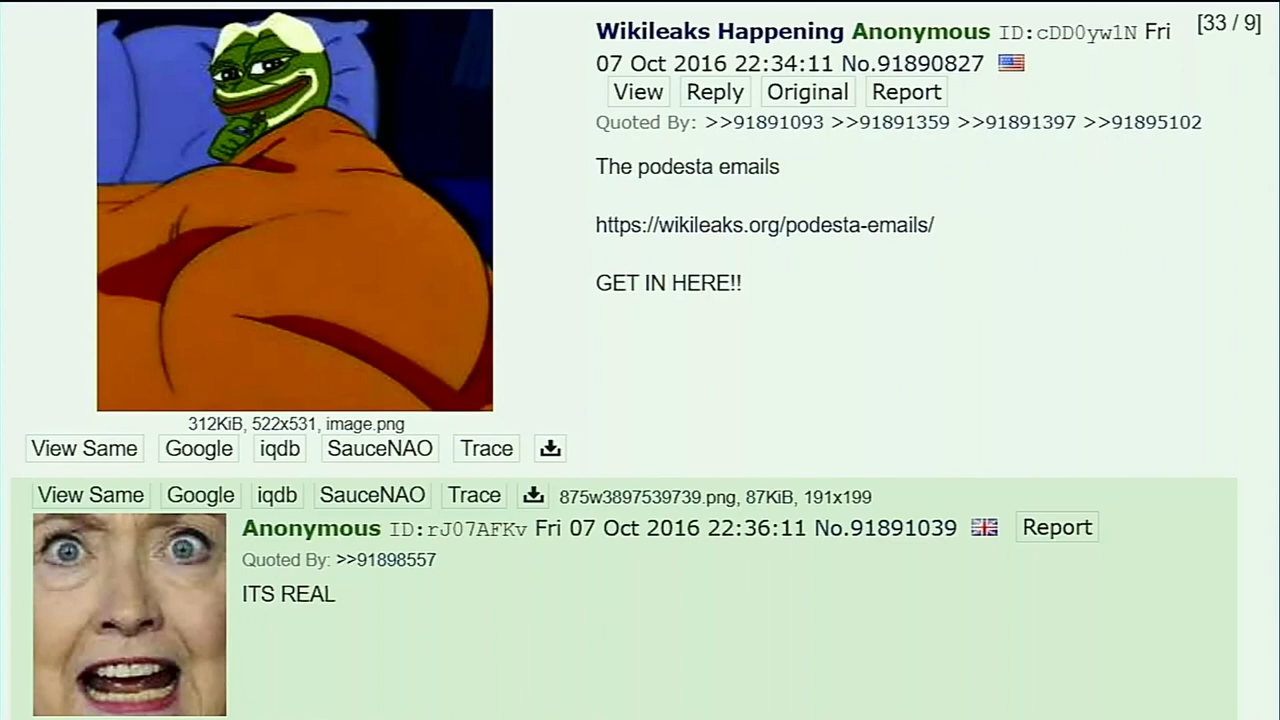 Wikileaks Happening Anonymous ID:cDD0yw1N Fri [33 / 9]
07 Oct 2016 22:34:11 No.91890827
View Reply Original Report
Quoted By: >>91891093 >>91891359 >>91891397 >>91895102
The podesta emails
https://wikileaks.org/podesta-emails/
GET IN HERE!!
312KiB, 522x531, image.png
View Same Google iqdb SauceNAO Trace
View Same Google iqdb SauceNAO Trace 875w3897539739.png, 87KiB, 191x199
Anonymous ID:rJ07AFKv Fri 07 Oct 2016 22:36:11 No.91891039 Report
Quoted By: >>91898557
ITS REAL